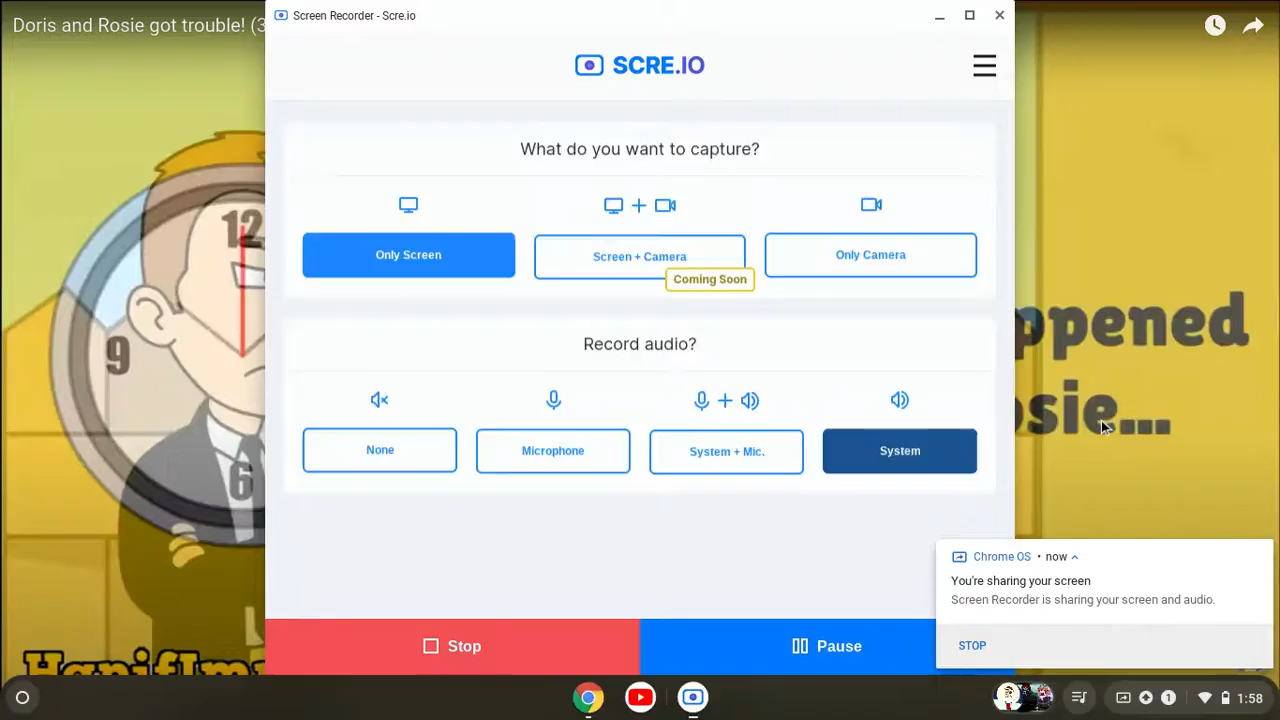 Doris and Rosie got trouble! (3
Screen Recorder - Scre.io
SCRE.IO
What do you want to capture?
Only Screen
Screen + Camera
Only Camera
Coming Soon
12
9
6
ppened
osie...
Record audio?
None
Microphone
System + Mic.
System
Chrome OS • now
You're sharing your screen
Screen Recorder is sharing your screen and audio.
STOP
Stop
Pause
1
1:58